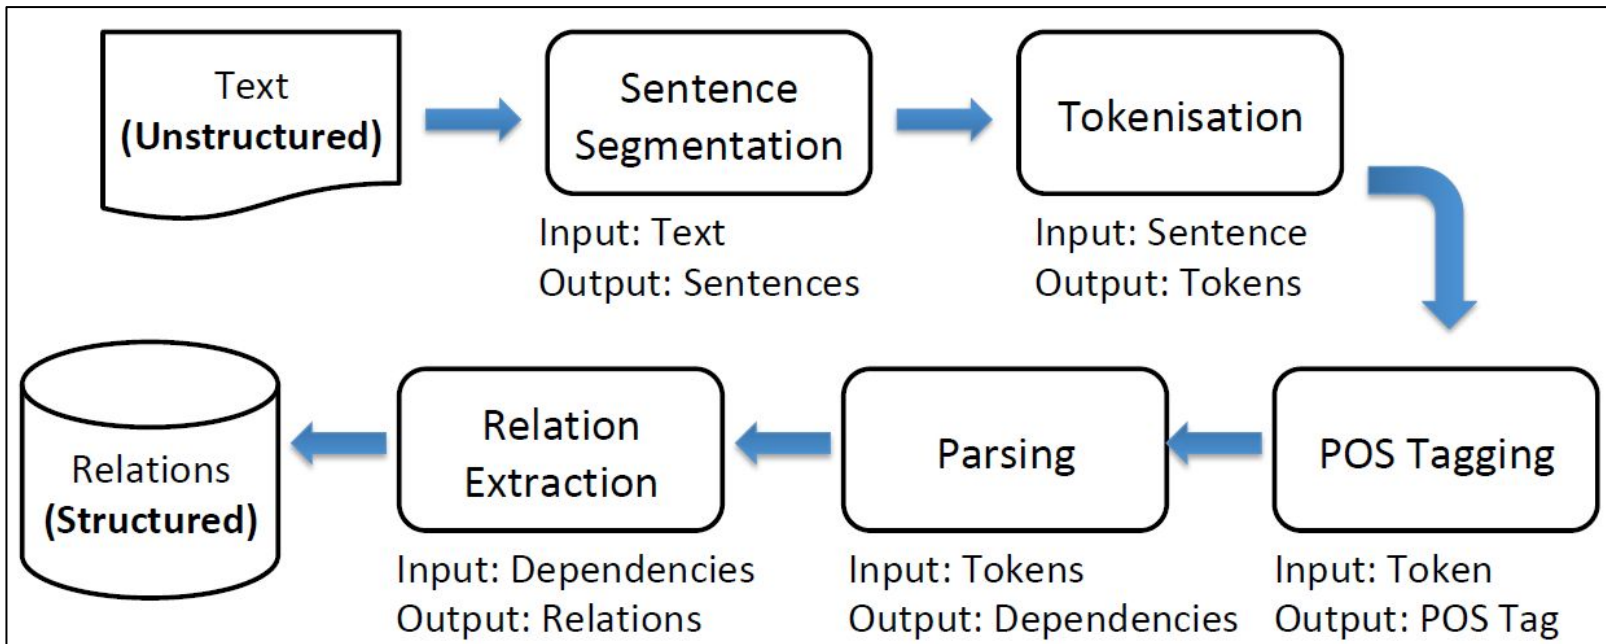 Text
(Unstructured)
Sentence
Segmentation
Input: Text
Output: Sentences
Tokenisation
Input: Sentence
Output: Tokens
POS Tagging
Input: Token
Output: POS Tag
Parsing
Input: Tokens
Output: Dependencies
Relation
Extraction
Input: Dependencies
Output: Relations
Relations
(Structured)